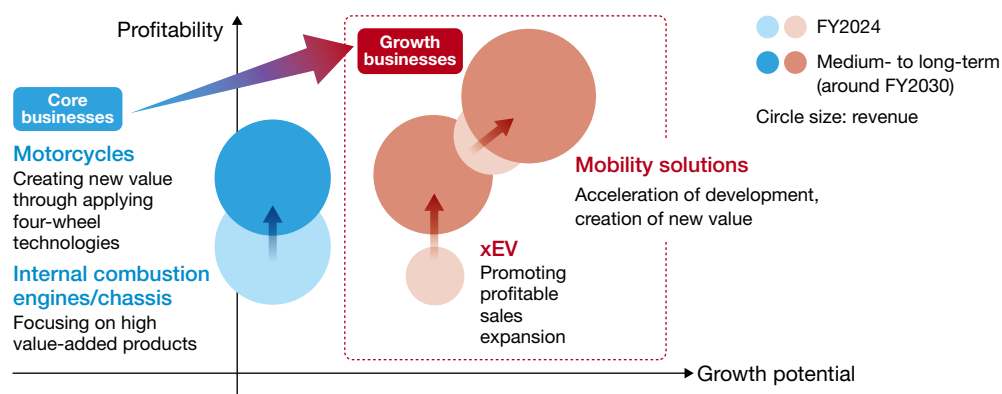 Profitability
Growth
businesses
FY2024
Medium- to long-term
(around FY2030)
Circle size: revenue
Core
businesses
Motorcycles
Creating new value
through applying
four-wheel
technologies
Internal combustion
engines/chassis
Focusing on high
value-added products
Mobility solutions
Acceleration of development,
creation of new value
xEV
Promoting
profitable
sales
expansion
Growth potential